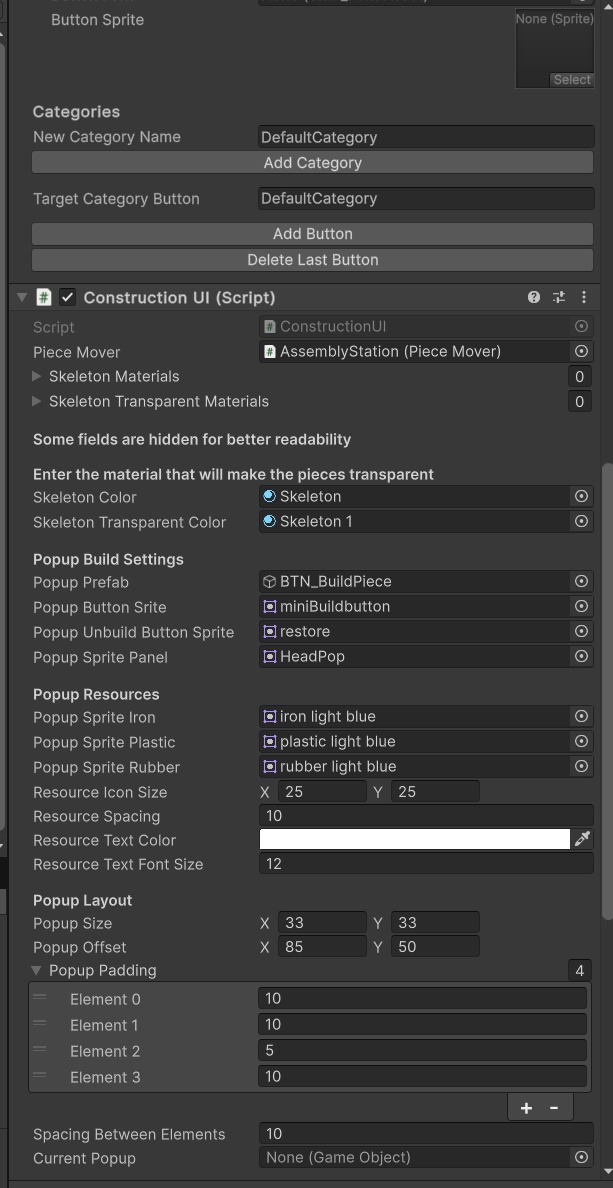 Button Sprite
None (Sprite)
Select
Categories
New Category Name DefaultCategory
Add Category
Target Category Button DefaultCategory
Add Button
Delete Last Button
# Construction UI (Script)
Script # ConstructionUI
Piece Mover # AssemblyStation (Piece Mover)
Skeleton Materials 0
Skeleton Transparent Materials 0
Some fields are hidden for better readability
Enter the material that will make the pieces transparent
Skeleton Color Skeleton
Skeleton Transparent Color Skeleton 1
Popup Build Settings
Popup Prefab BTN_BuildPiece
Popup Button Srite miniBuildbutton
Popup Unbuild Button Sprite restore
Popup Sprite Panel HeadPop
Popup Resources
Popup Sprite Iron iron light blue
Popup Sprite Plastic plastic light blue
Popup Sprite Rubber rubber light blue
Resource Icon Size X 25 Y 25
Resource Spacing 10
Resource Text Color
Resource Text Font Size 12
Popup Layout
Popup Size X 33 Y 33
Popup Offset X 85 Y 50
Popup Padding 4
Element 0 10
Element 1 10
Element 2 5
Element 3 10
+ -
Spacing Between Elements 10
Current Popup None (Game Object)